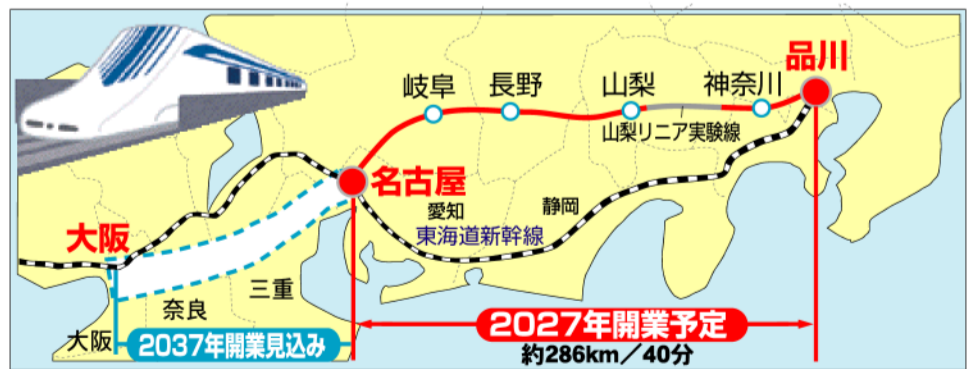 品川
岐阜
長野
山梨
神奈川
山梨リニア実験線
名古屋
愛知
静岡
東海道新幹線
大阪
三重
奈良
大阪
2037年開業見込み
2027年開業予定
約286km／40分